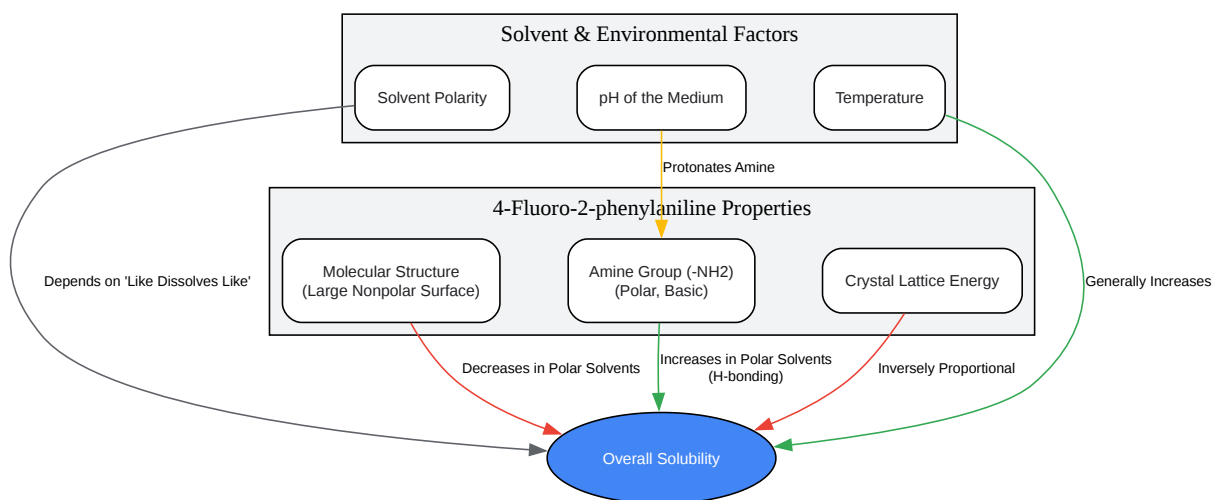 Solvent & Environmental Factors
Solvent Polarity
pH of the Medium
Temperature
Protonates Amine
4-Fluoro-2-phenylaniline Properties
Molecular Structure
(Large Nonpolar Surface)
Amine Group (-NH2)
(Polar, Basic)
Crystal Lattice Energy
Depends on 'Like Dissolves Like'
Generally Increases
Decreases in Polar Solvents
Increases in Polar Solvents
(H-bonding)
Inversely Proportional
Overall Solubility